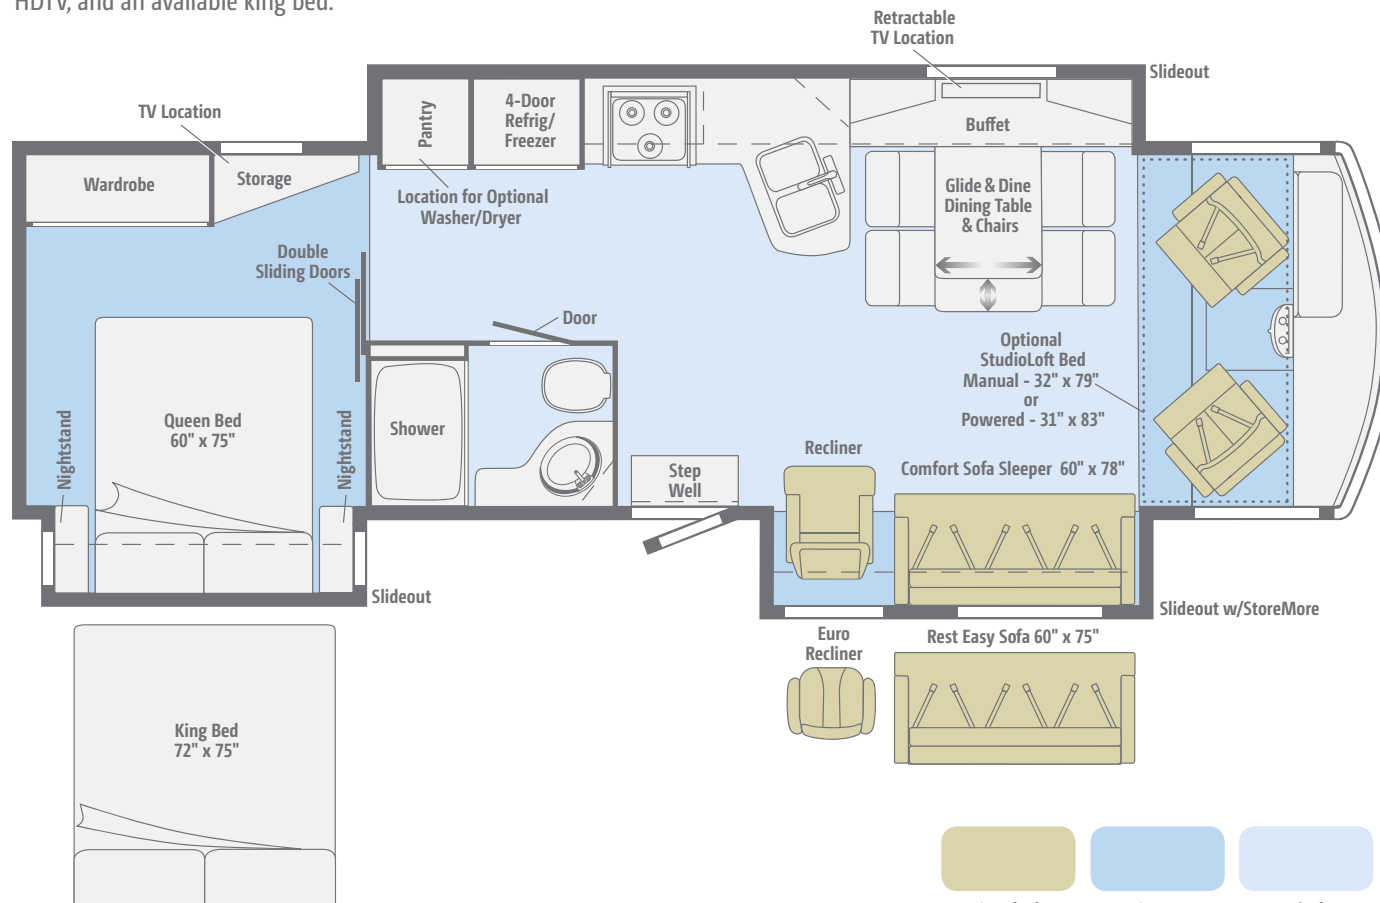 HDTV, and an available king bed.
Retractable
TV Location
Slideout
TV Location
Pantry
4-Door
Refrig/
Freezer
Buffet
Wardrobe
Storage
Location for Optional
Washer/Dryer
Glide & Dine
Dining Table
& Chairs
Double
Sliding Doors
Door
Optional
StudioLoft Bed
Manual - 32" x 79"
or
Powered - 31" x 83"
Nightstand
Queen Bed
60" x 75"
Nightstand
Shower
Recliner
Step
Well
Comfort Sofa Sleeper 60" x 78"
Slideout
Slideout w/StoreMore
Euro
Recliner
Rest Easy Sofa 60" x 75"
King Bed
72" x 75"